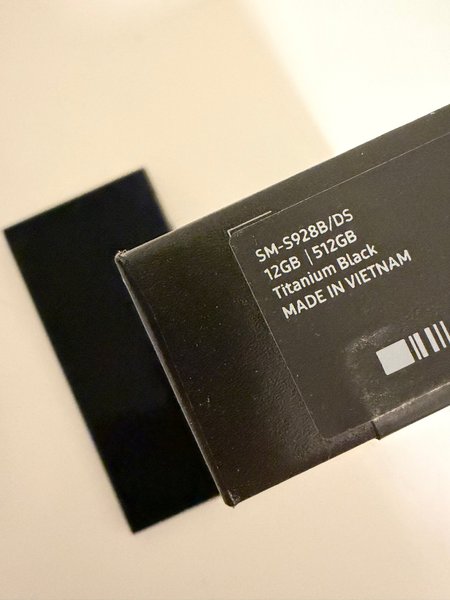 SM-S928B/DS
12GB | 512GB
Titanium Black
MADE IN VIETNAM